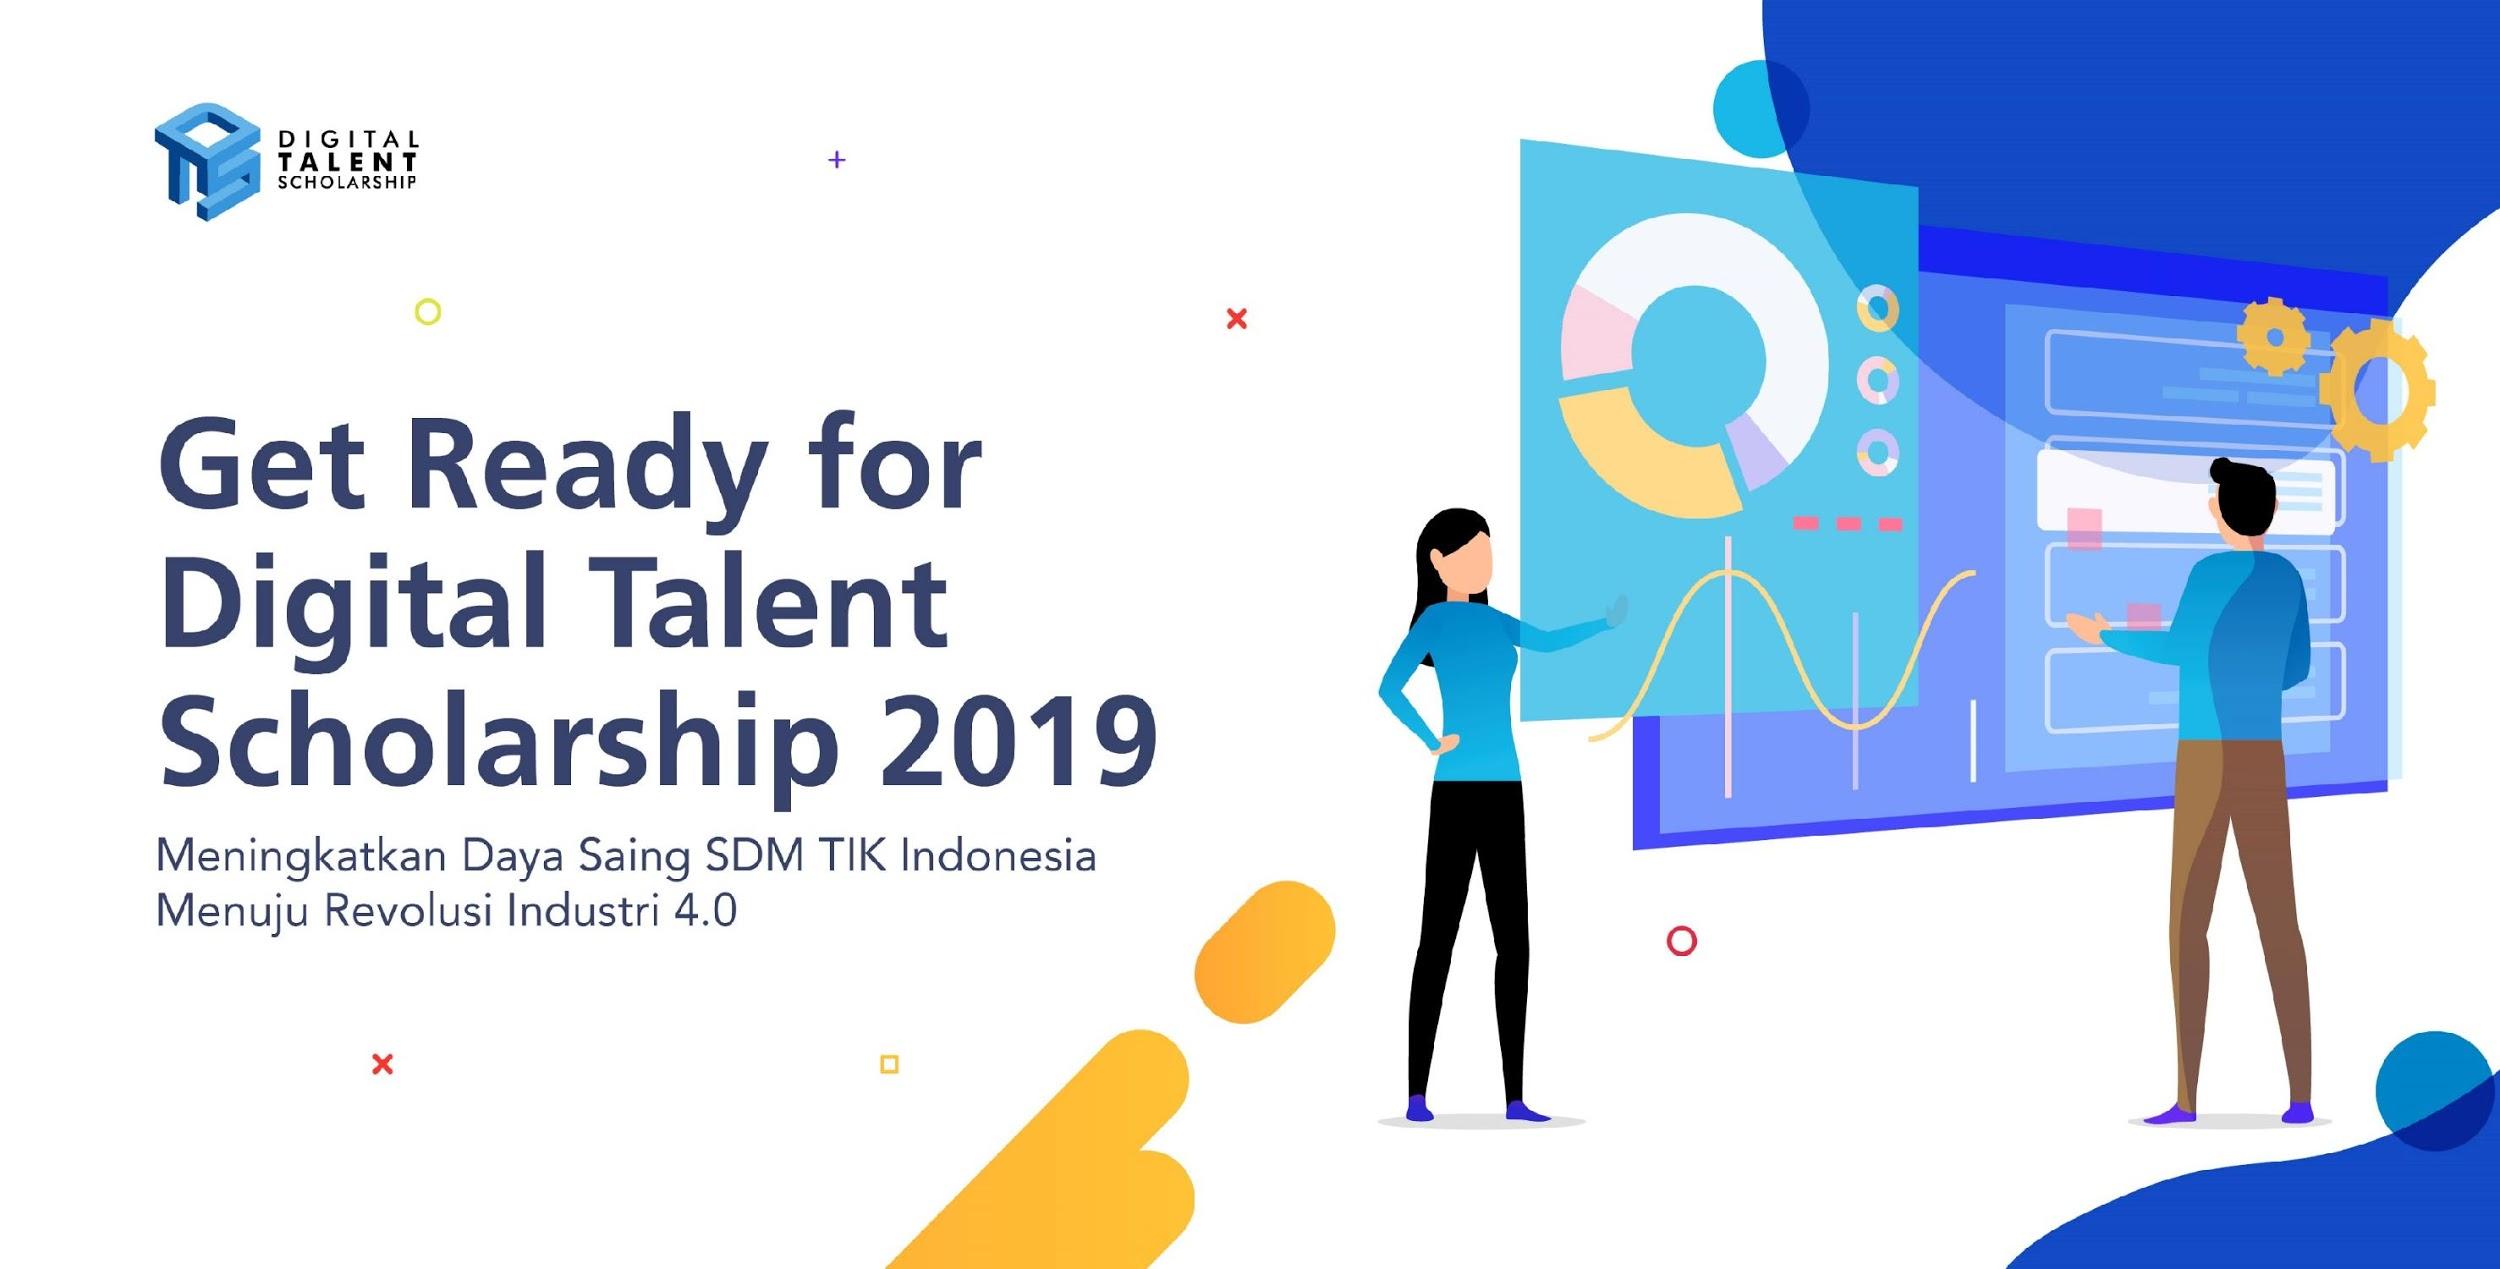 DIGITAL
TALENT
SCHOLARSHIP
Get Ready for
Digital Talent
Scholarship 2019
Meningkatkan Daya Saing SDM TIK Indonesia
Menuju Revolusi Industri 4.0